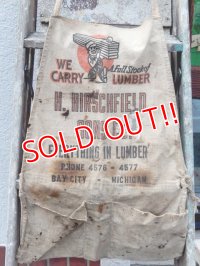 WE A Full Stock of
CARRY LUMBER
H. HIRSCHFIELD
SOLD OUT!!
EVERYTHING IN LUMBER
PHONE 4576 - 4577
BAY CITY - MICHIGAN